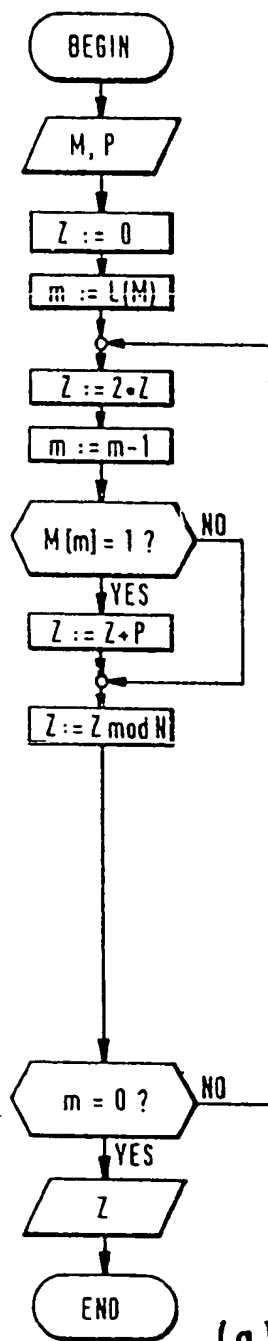 BEGIN
M, P
Z := 0
m := L(M)
Z := 2•Z
m := m-1
M[m] = 1 ?
NO
YES
Z := Z+P
Z := Z mod N
m = 0 ?
NO
YES
Z
END
(a)